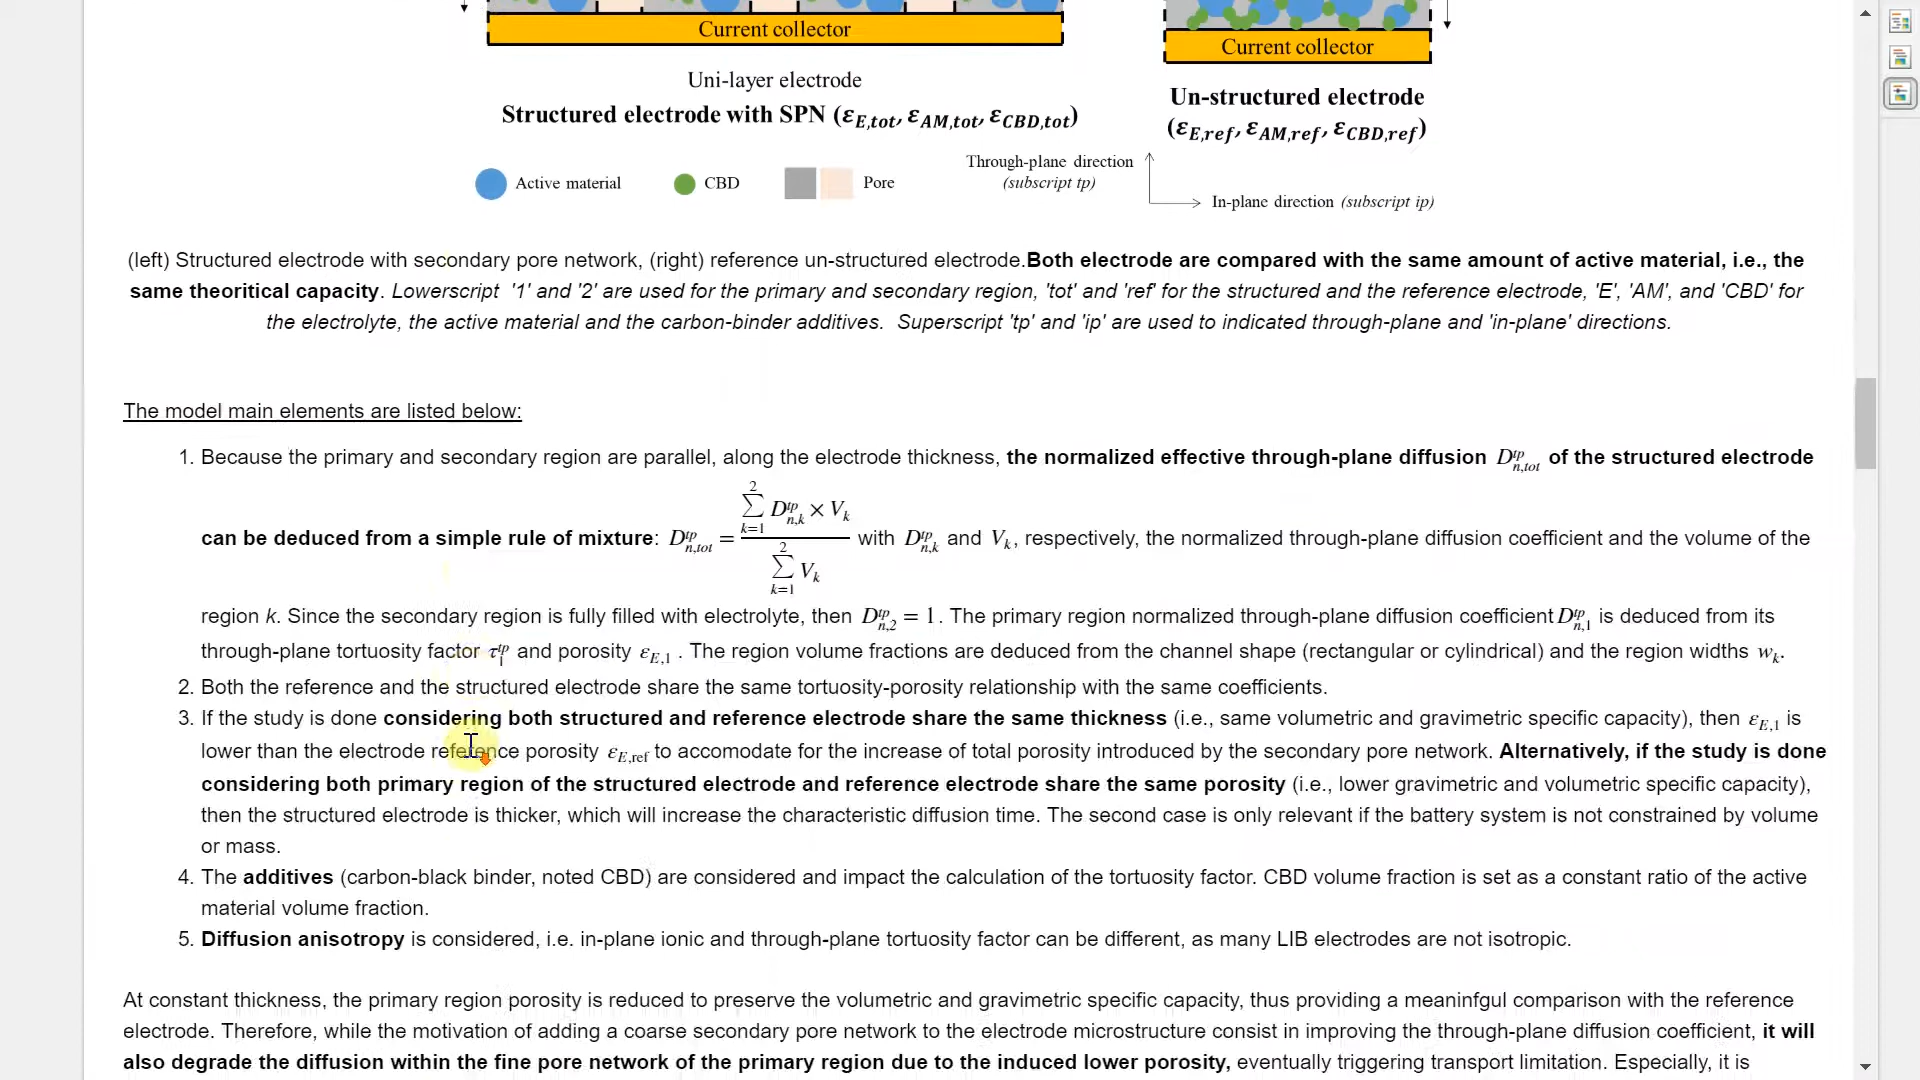 Current collector
Current collector
Uni-layer electrode
Structured electrode with SPN (εE,tot, εAM,tot, εCBD,tot)
Un-structured electrode
(εE,ref, εAM,ref, εCBD,ref)
Active material
CBD
Pore
Through-plane direction
(subscript tp)
In-plane direction (subscript ip)
(left) Structured electrode with secondary pore network, (right) reference un-structured electrode.Both electrode are compared with the same amount of active material, i.e., the
same theoritical capacity. Lowerscript '1' and '2' are used for the primary and secondary region, 'tot' and 'ref' for the structured and the reference electrode, 'E', 'AM', and 'CBD' for
the electrolyte, the active material and the carbon-binder additives. Superscript 'tp' and 'ip' are used to indicated through-plane and 'in-plane' directions.
The model main elements are listed below:
1. Because the primary and secondary region are parallel, along the electrode thickness, the normalized effective through-plane diffusion D^tp_n,tot of the structured electrode
can be deduced from a simple rule of mixture: D^tp_n,tot = (∑_{k=1}^{2} D^tp_n,k × V_k) / (∑_{k=1}^{2} V_k) with D^tp_n,k and V_k, respectively, the normalized through-plane diffusion coefficient and the volume of the
region k. Since the secondary region is fully filled with electrolyte, then D^tp_n,2 = 1. The primary region normalized through-plane diffusion coefficient D^tp_n,1 is deduced from its
through-plane tortuosity factor τ^tp_1 and porosity ε_E,1 . The region volume fractions are deduced from the channel shape (rectangular or cylindrical) and the region widths w_k.
2. Both the reference and the structured electrode share the same tortuosity-porosity relationship with the same coefficients.
3. If the study is done considering both structured and reference electrode share the same thickness (i.e., same volumetric and gravimetric specific capacity), then ε_E,1 is
lower than the electrode reference porosity ε_E,ref to accomodate for the increase of total porosity introduced by the secondary pore network. Alternatively, if the study is done
considering both primary region of the structured electrode and reference electrode share the same porosity (i.e., lower gravimetric and volumetric specific capacity),
then the structured electrode is thicker, which will increase the characteristic diffusion time. The second case is only relevant if the battery system is not constrained by volume
or mass.
4. The additives (carbon-black binder, noted CBD) are considered and impact the calculation of the tortuosity factor. CBD volume fraction is set as a constant ratio of the active
material volume fraction.
5. Diffusion anisotropy is considered, i.e. in-plane ionic and through-plane tortuosity factor can be different, as many LIB electrodes are not isotropic.
At constant thickness, the primary region porosity is reduced to preserve the volumetric and gravimetric specific capacity, thus providing a meaninfgul comparison with the reference
electrode. Therefore, while the motivation of adding a coarse secondary pore network to the electrode microstructure consist in improving the through-plane diffusion coefficient, it will
also degrade the diffusion within the fine pore network of the primary region due to the induced lower porosity, eventually triggering transport limitation. Especially, it is